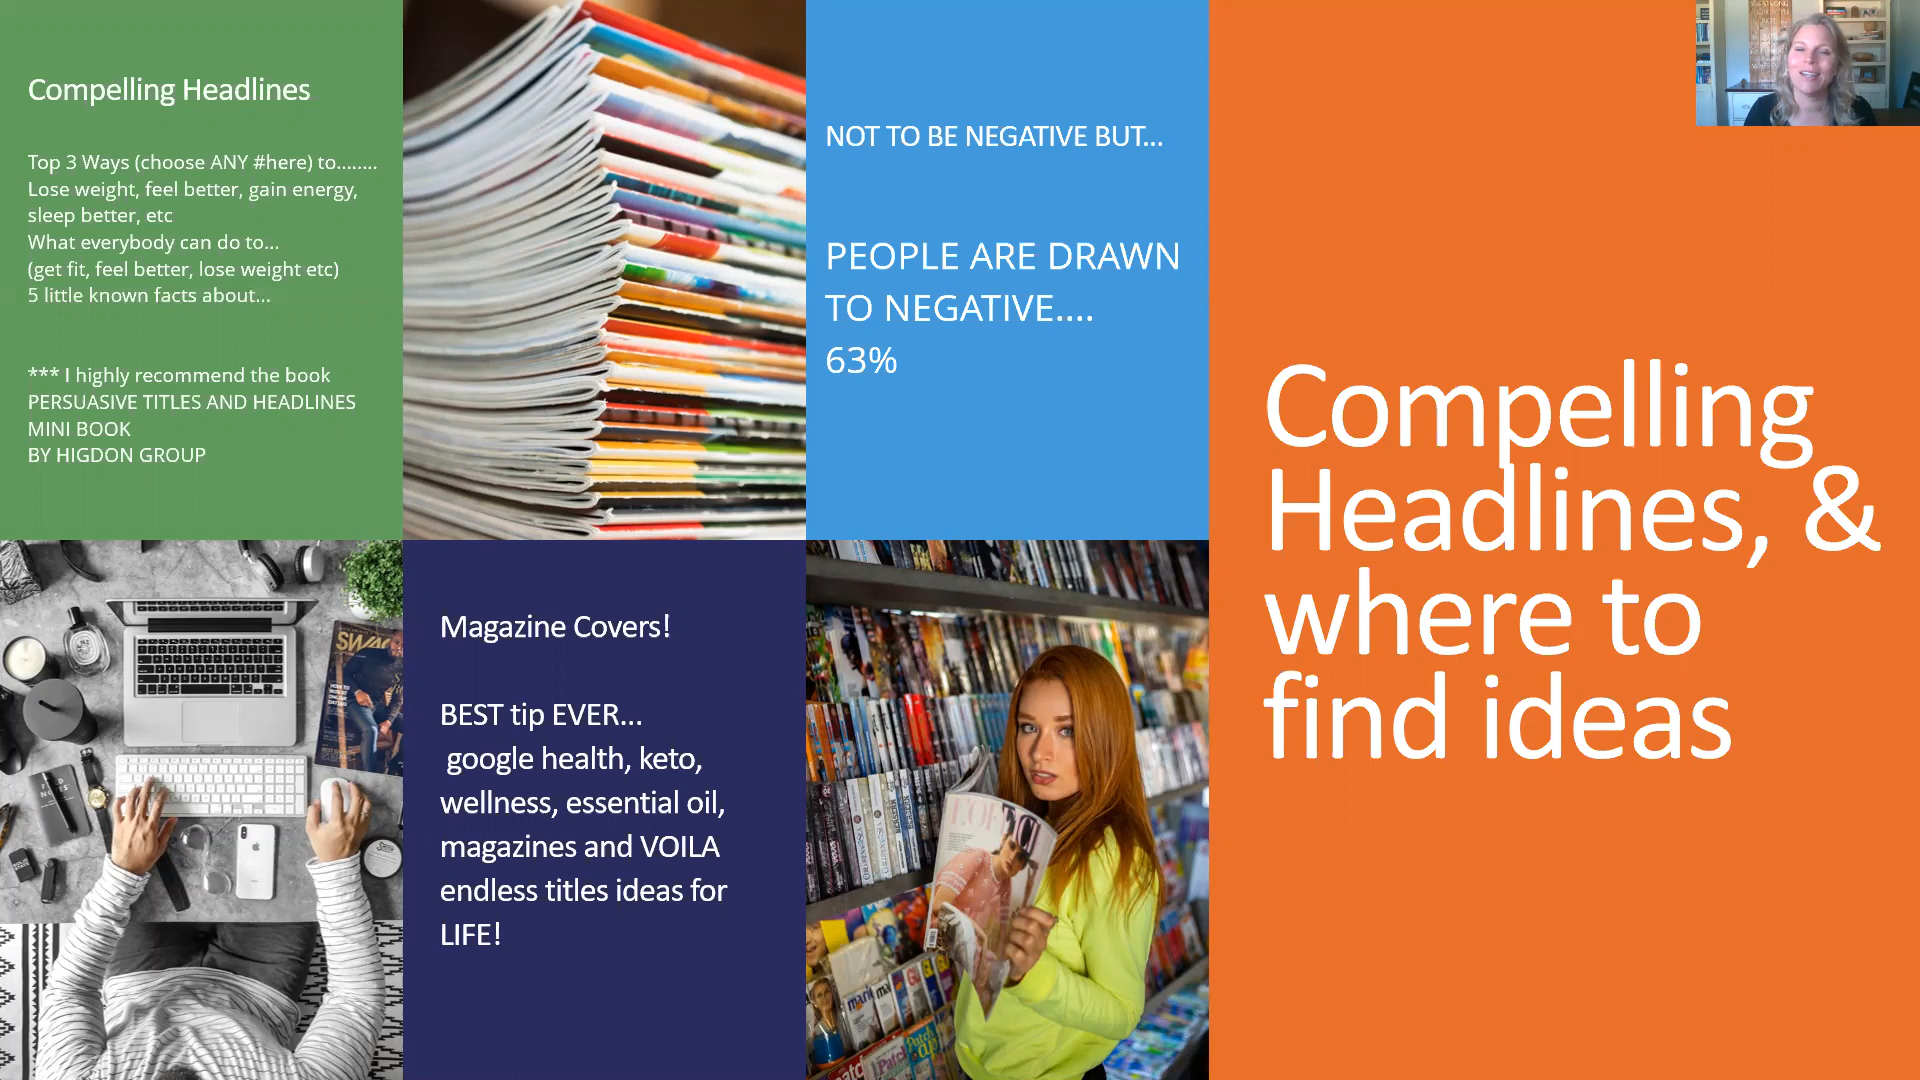 Compelling Headlines
Top 3 Ways (choose ANY #here) to........
Lose weight, feel better, gain energy,
sleep better, etc
What everybody can do to...
(get fit, feel better, lose weight etc)
5 little known facts about...
*** I highly recommend the book
PERSUASIVE TITLES AND HEADLINES
MINI BOOK
BY HIGDON GROUP
NOT TO BE NEGATIVE BUT...
PEOPLE ARE DRAWN
TO NEGATIVE....
63%
Compelling
Headlines, &
where to
find ideas
SWAG
Magazine Covers!
BEST tip EVER...
google health, keto,
wellness, essential oil,
magazines and VOILA
endless titles ideas for
LIFE!